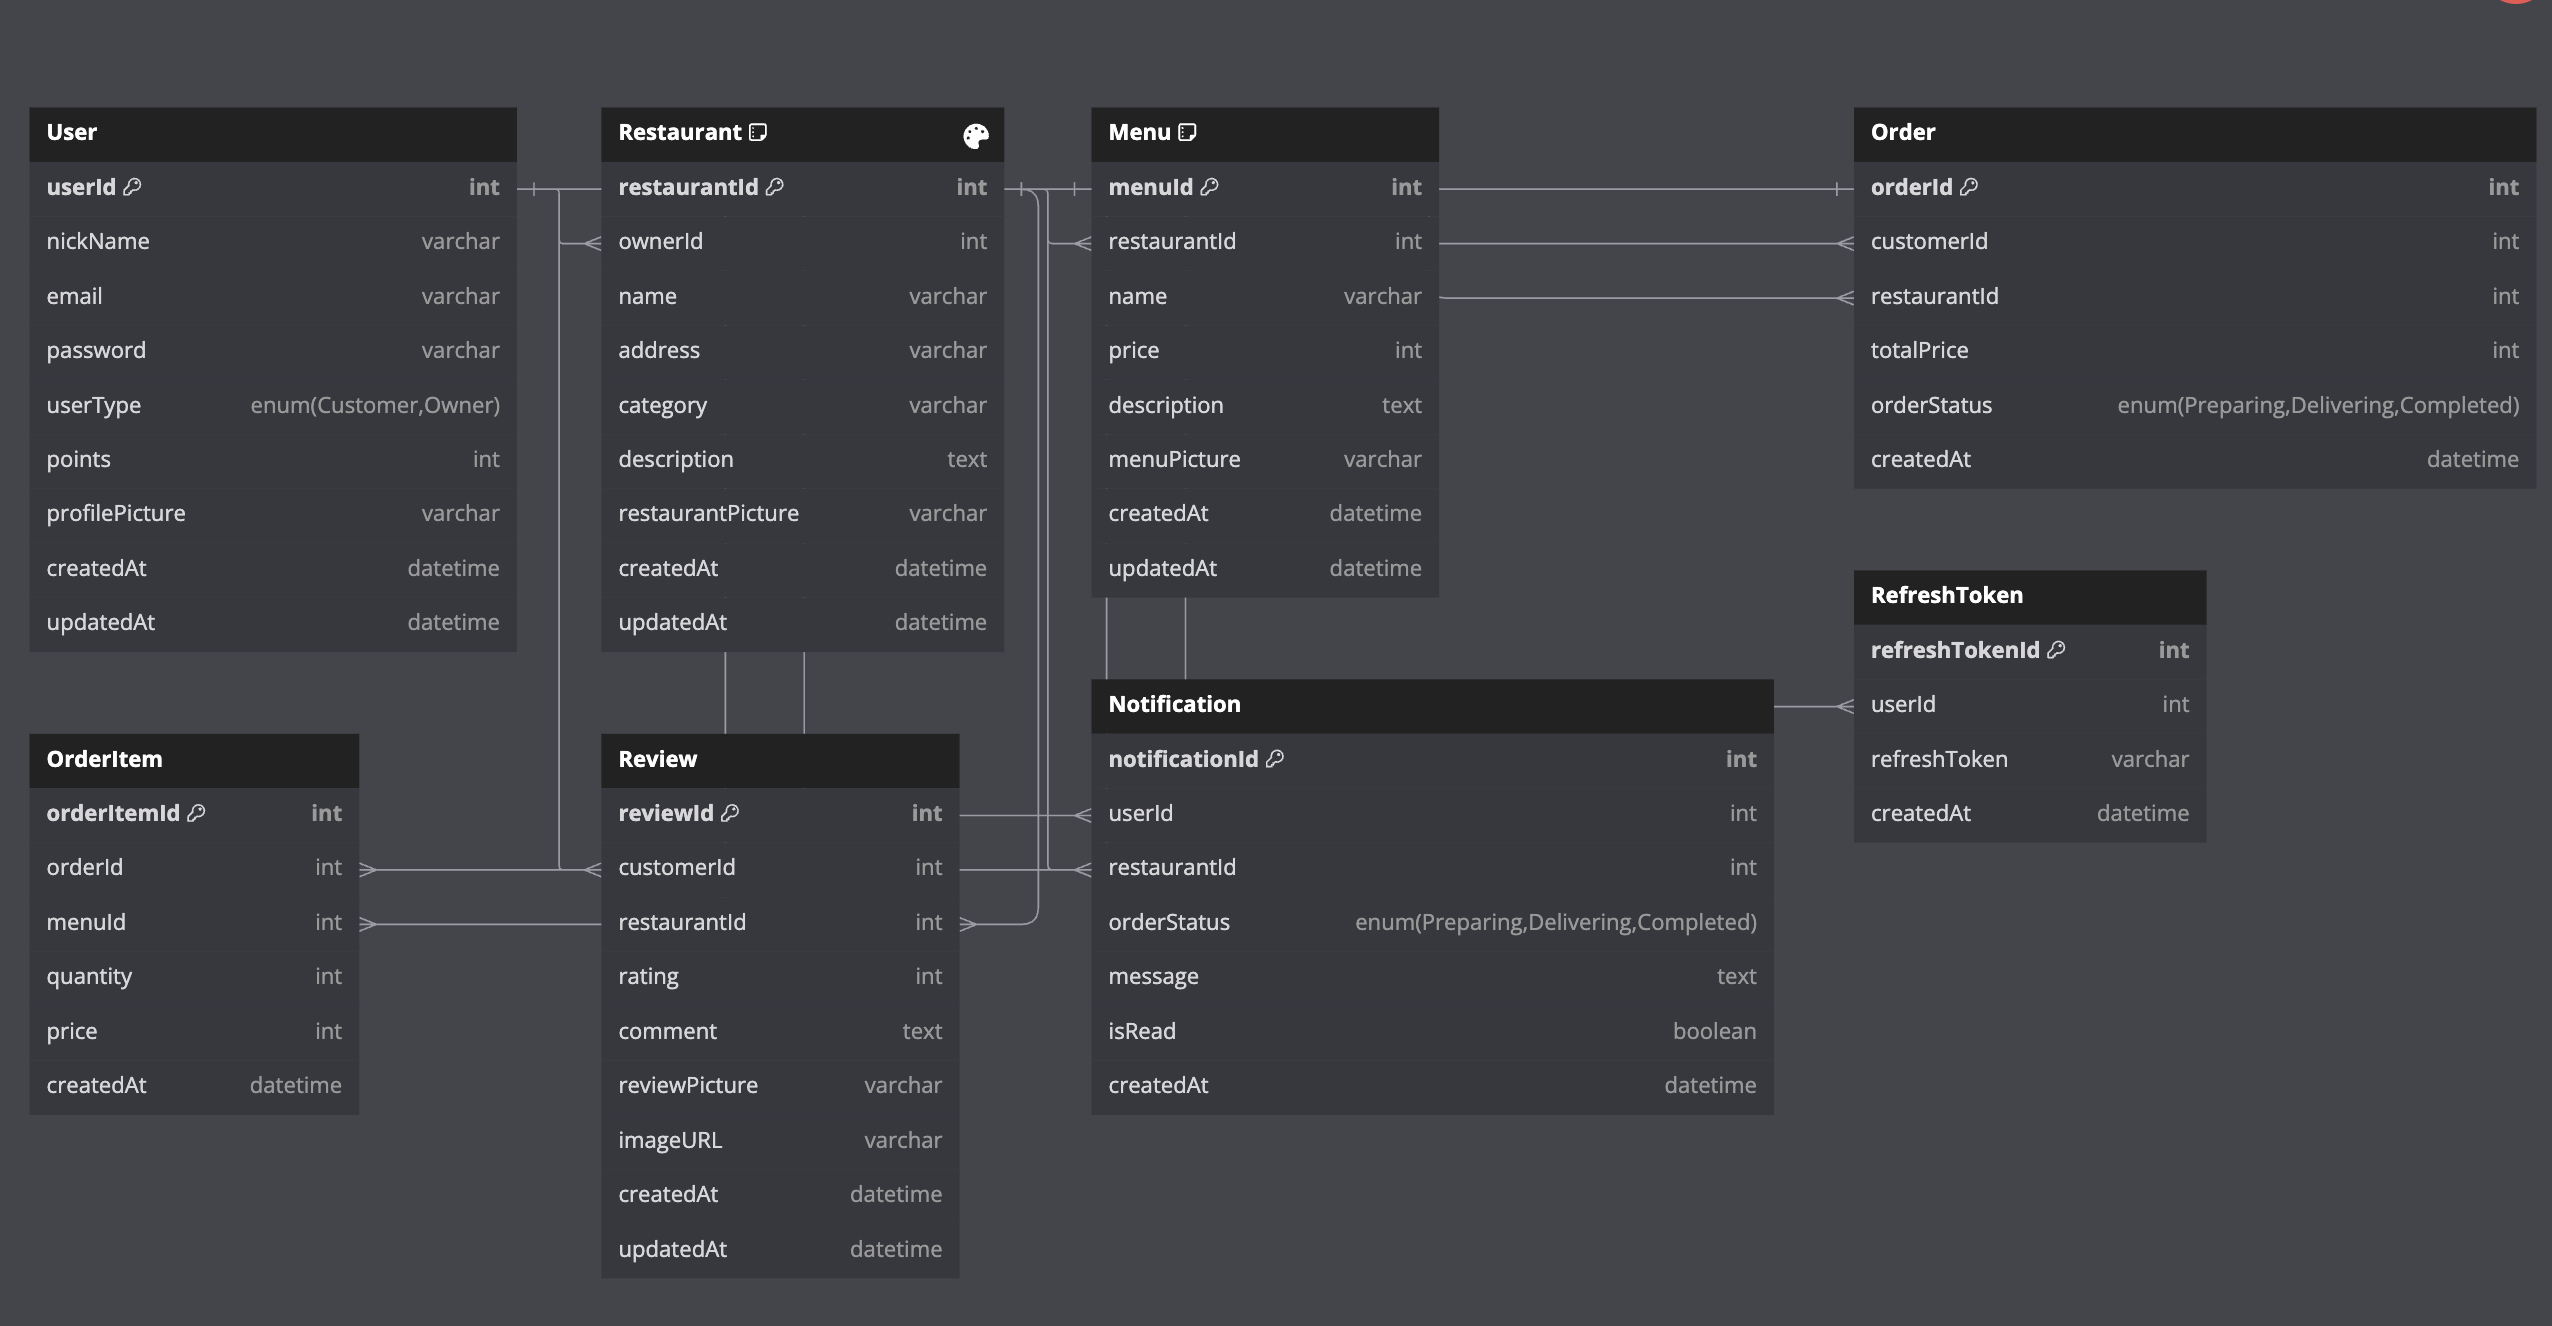 User
userId int
nickName varchar
email varchar
password varchar
userType enum(Customer,Owner)
points int
profilePicture varchar
createdAt datetime
updatedAt datetime
Restaurant
restaurantId int
ownerId int
name varchar
address varchar
category varchar
description text
restaurantPicture varchar
createdAt datetime
updatedAt datetime
Menu
menuId int
restaurantId int
name varchar
price int
description text
menuPicture varchar
createdAt datetime
updatedAt datetime
Order
orderId int
customerId int
restaurantId int
totalPrice int
orderStatus enum(Preparing,Delivering,Completed)
createdAt datetime
RefreshToken
refreshTokenId int
userId int
refreshToken varchar
createdAt datetime
OrderItem
orderItemId int
orderId int
menuId int
quantity int
price int
createdAt datetime
Review
reviewId int
customerId int
restaurantId int
rating int
comment text
reviewPicture varchar
imageURL varchar
createdAt datetime
updatedAt datetime
Notification
notificationId int
userId int
restaurantId int
orderStatus enum(Preparing,Delivering,Completed)
message text
isRead boolean
createdAt datetime